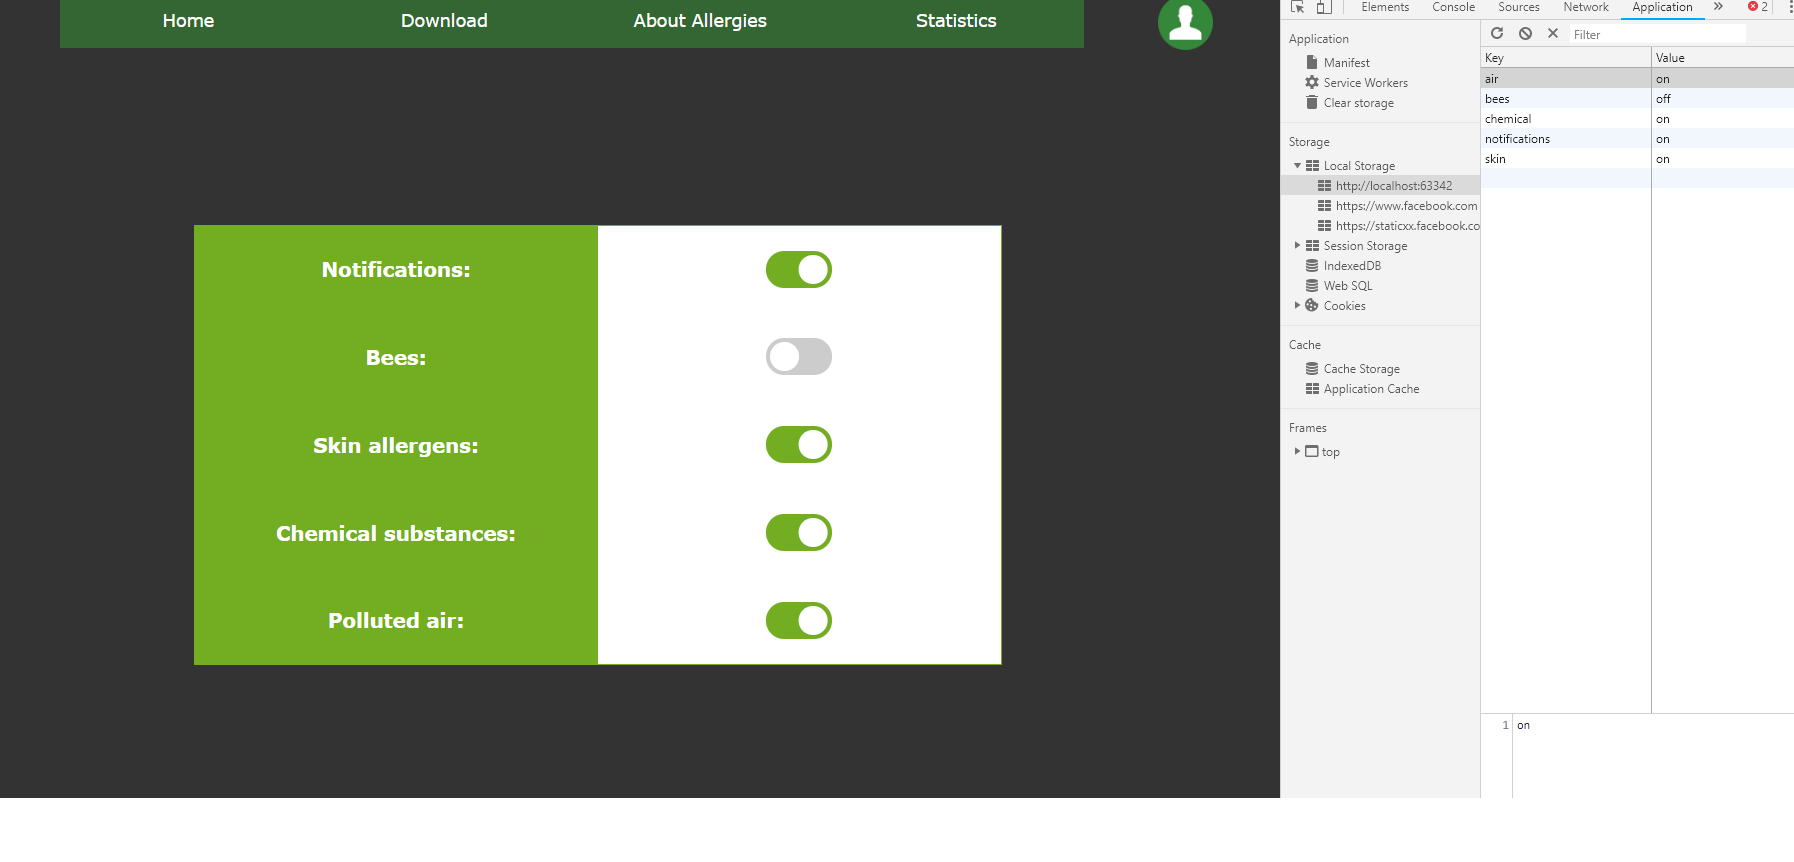 Home Download About Allergies Statistics
Notifications:
Bees:
Skin allergens:
Chemical substances:
Polluted air:
Elements Console Sources Network Application » 2
Application
Manifest
Service Workers
Clear storage
Storage
Local Storage
http://localhost:63342
https://www.facebook.com
https://staticxx.facebook.co
Session Storage
IndexedDB
Web SQL
Cookies
Cache
Cache Storage
Application Cache
Frames
top
Filter
Key Value
air on
bees off
chemical on
notifications on
skin on
1 on